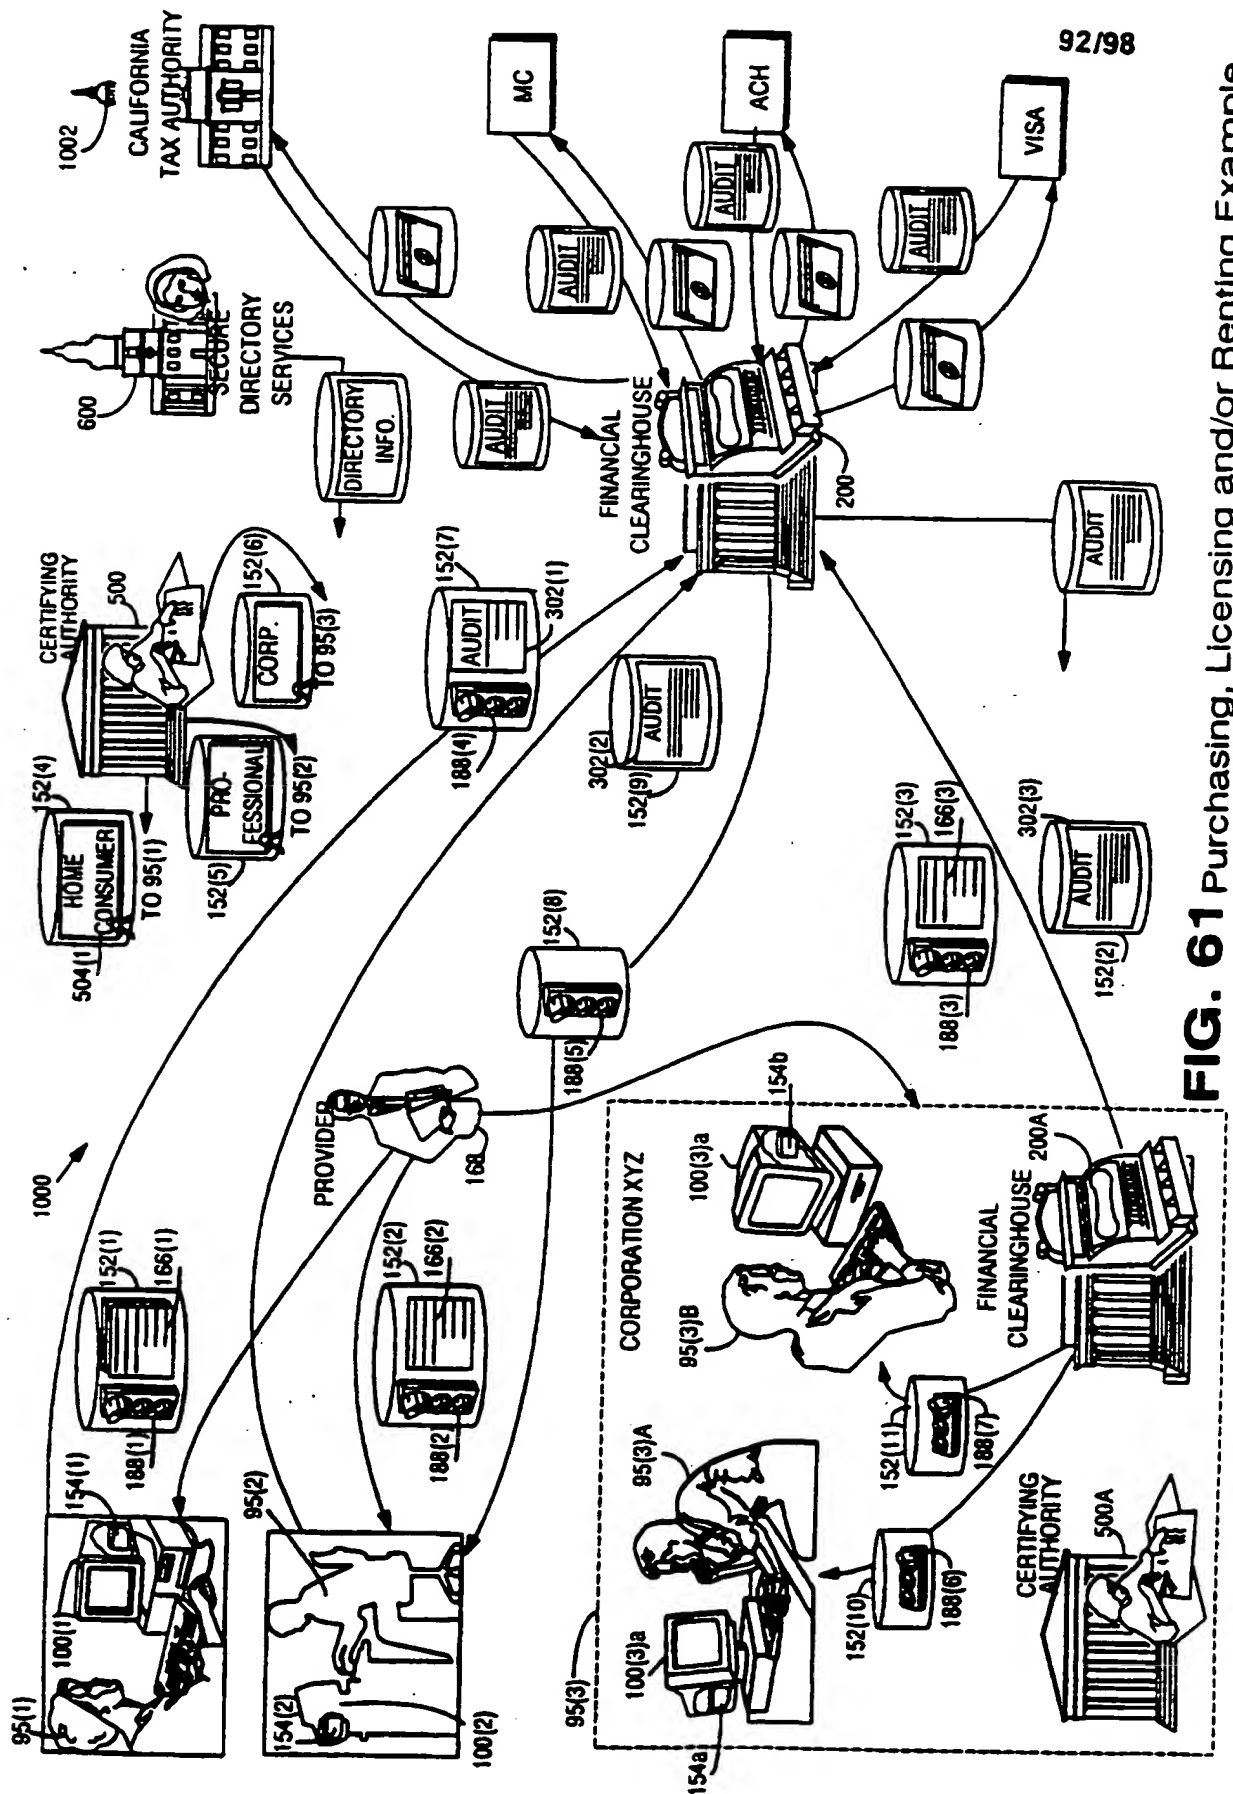 92/98
1002
CALIFORNIA
TAX AUTHORITY
600
SECURE
DIRECTORY
SERVICES
DIRECTORY
INFO.
MC
ACH
VISA
AUDIT
AUDIT
AUDIT
AUDIT
FINANCIAL
CLEARINGHOUSE
200
AUDIT
CERTIFYING
AUTHORITY
500
152(4)
HOME
CONSUMER
504(1
TO 95(1)
PRO-
FESSIONAL
152(5)
TO 95(2)
152(6)
CORP.
TO 95(3)
152(7)
AUDIT
302(1)
188(4)
302(2)
AUDIT
152(9)
152(8)
188(5)
152(3)
166(3)
188(3)
302(3)
AUDIT
152(2)
1000
PROVIDER
168
152(1)
166(1)
188(1)
152(2)
166(2)
188(2)
95(1)
100(1)
154(1)
95(2)
154(2)
100(2)
95(3)
CORPORATION XYZ
100(3)a
154b
95(3)B
95(3)A
100(3)a
154a
FINANCIAL
CLEARINGHOUSE
200A
152(11)
188(7)
152(10)
188(6)
CERTIFYING
AUTHORITY
500A
FIG. 61 Purchasing, Licensing and/or Renting Example